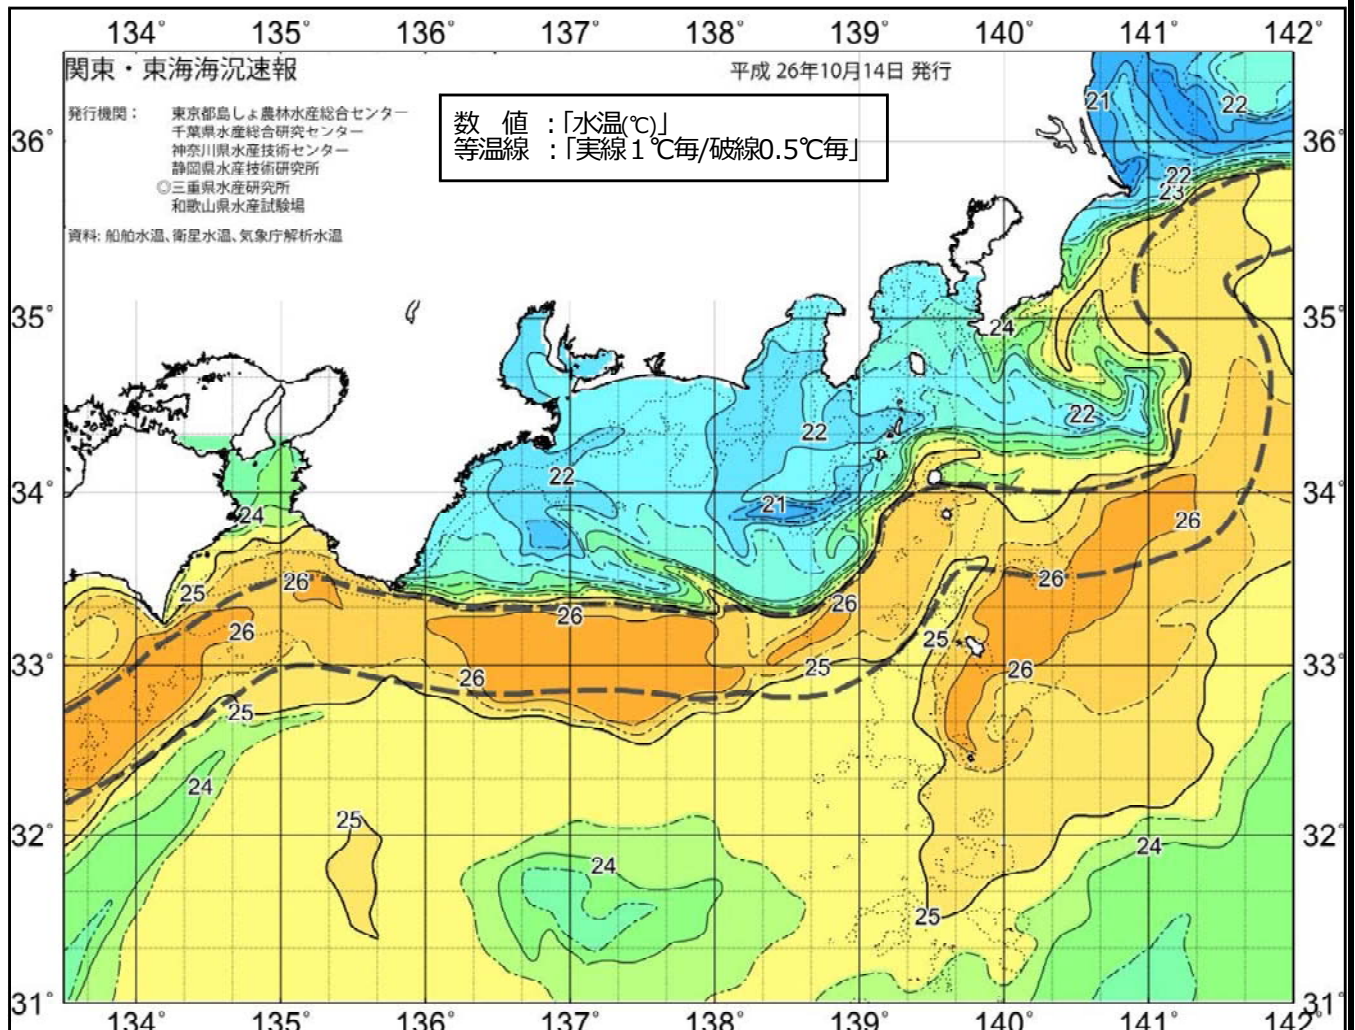 134° 135° 136° 137° 138° 139° 140° 141° 142°
関東・東海海況速報
平成 26年10月14日 発行
発行機関： 東京都島しょ農林水産総合センター
千葉県水産総合研究センター
神奈川県水産技術センター
静岡県水産技術研究所
◎三重県水産研究所
和歌山県水産試験場
資料: 船舶水温、衛星水温、気象庁解析水温
数 値 ：「水温(℃)」
等温線 ：「実線１℃毎/破線0.5℃毎」
21
22
36° 36°
22
23
35° 35°
24
22
22
22
34° 34°
21
24
26
26
26
25
26
26
26
25
33° 33°
25
26
26
25
24
25
32° 32°
24
24
25
31° 31°
134° 135° 136° 137° 138° 139° 140° 141° 142°